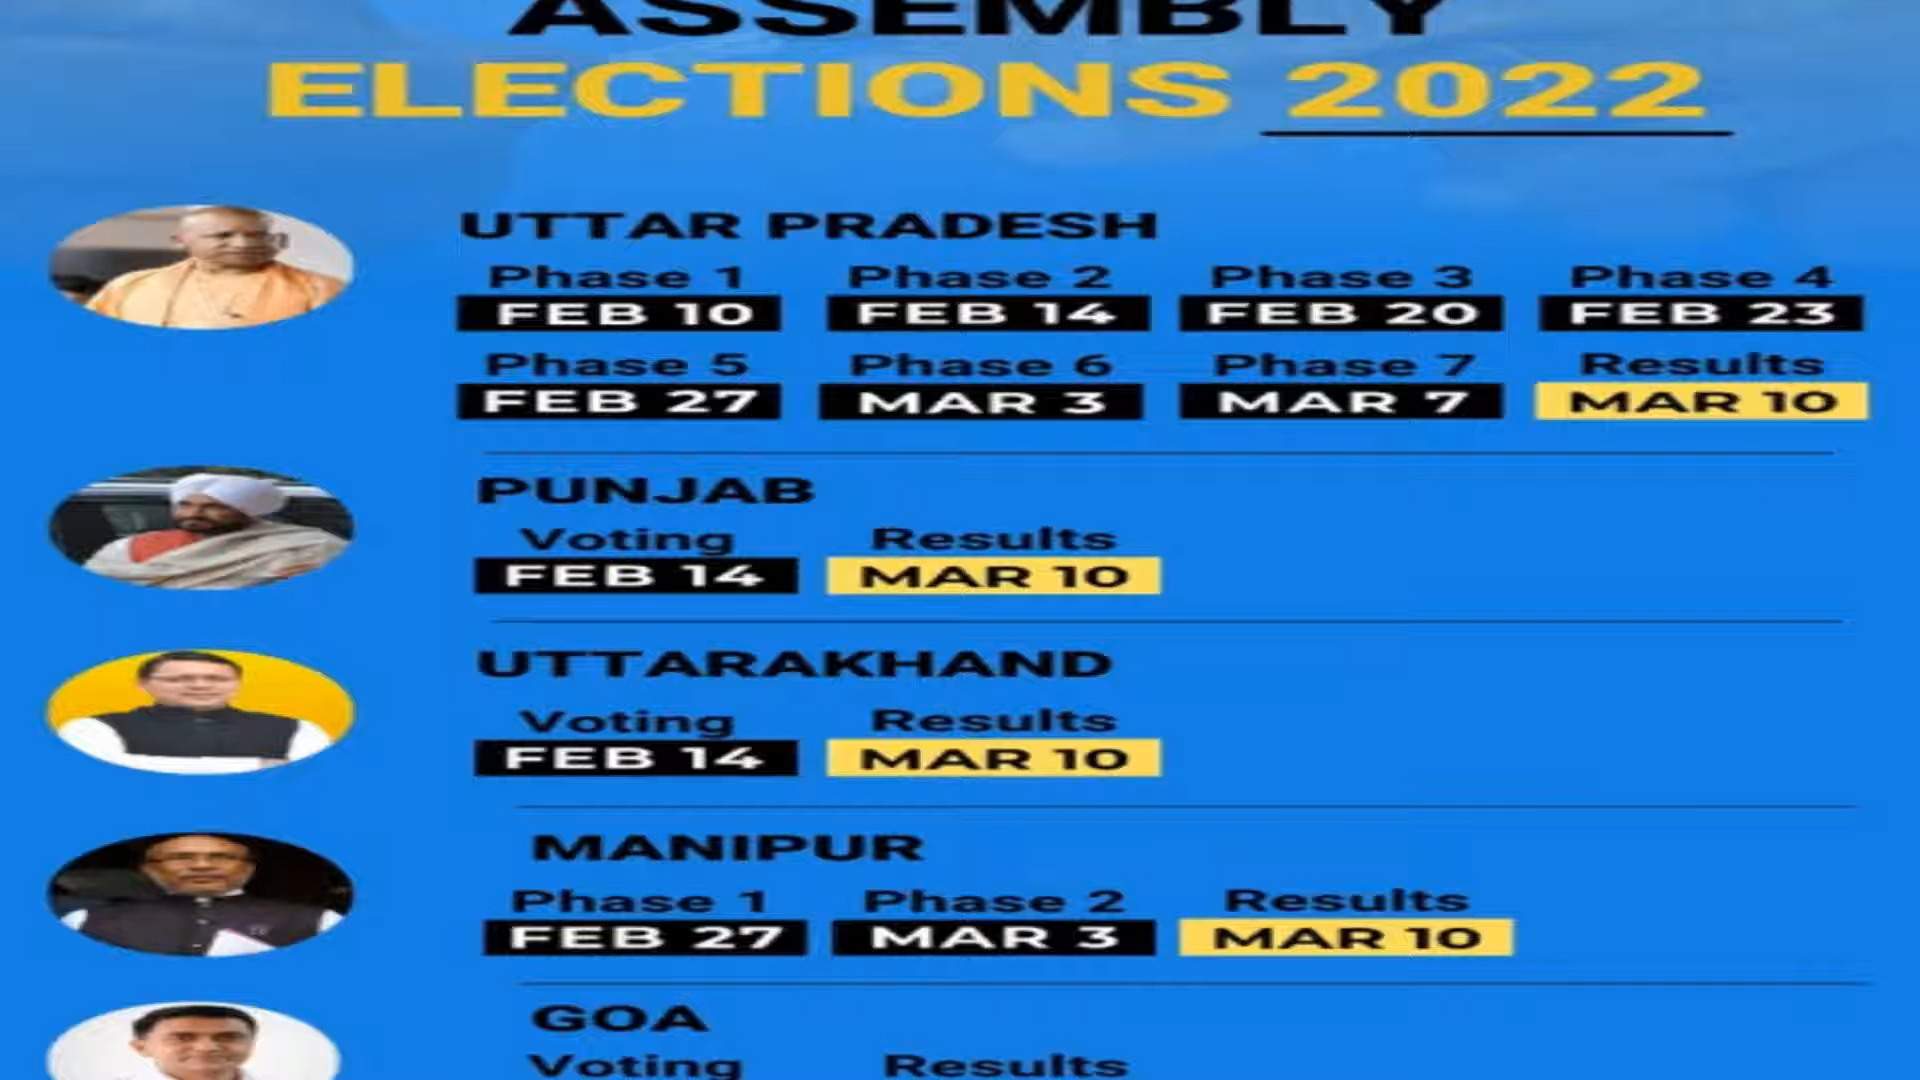 ASSEMBLY
ELECTIONS 2022
UTTAR PRADESH
Phase 1 Phase 2 Phase 3 Phase 4
FEB 10 FEB 14 FEB 20 FEB 23
Phase 5 Phase 6 Phase 7 Results
FEB 27 MAR 3 MAR 7 MAR 10
PUNJAB
Voting Results
FEB 14 MAR 10
UTTARAKHAND
Voting Results
FEB 14 MAR 10
MANIPUR
Phase 1 Phase 2 Results
FEB 27 MAR 3 MAR 10
GOA
Voting Results